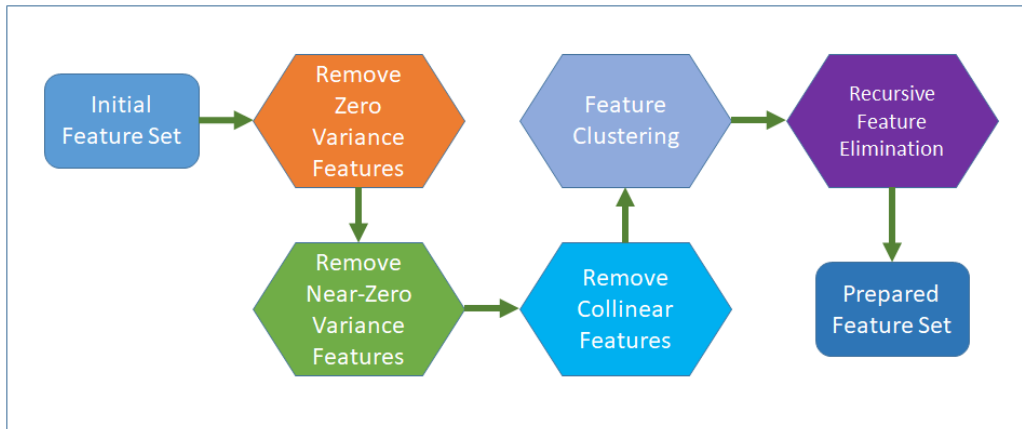 Initial
Feature Set
Remove
Zero
Variance
Features
Remove
Near-Zero
Variance
Features
Remove
Collinear
Features
Feature
Clustering
Recursive
Feature
Elimination
Prepared
Feature Set